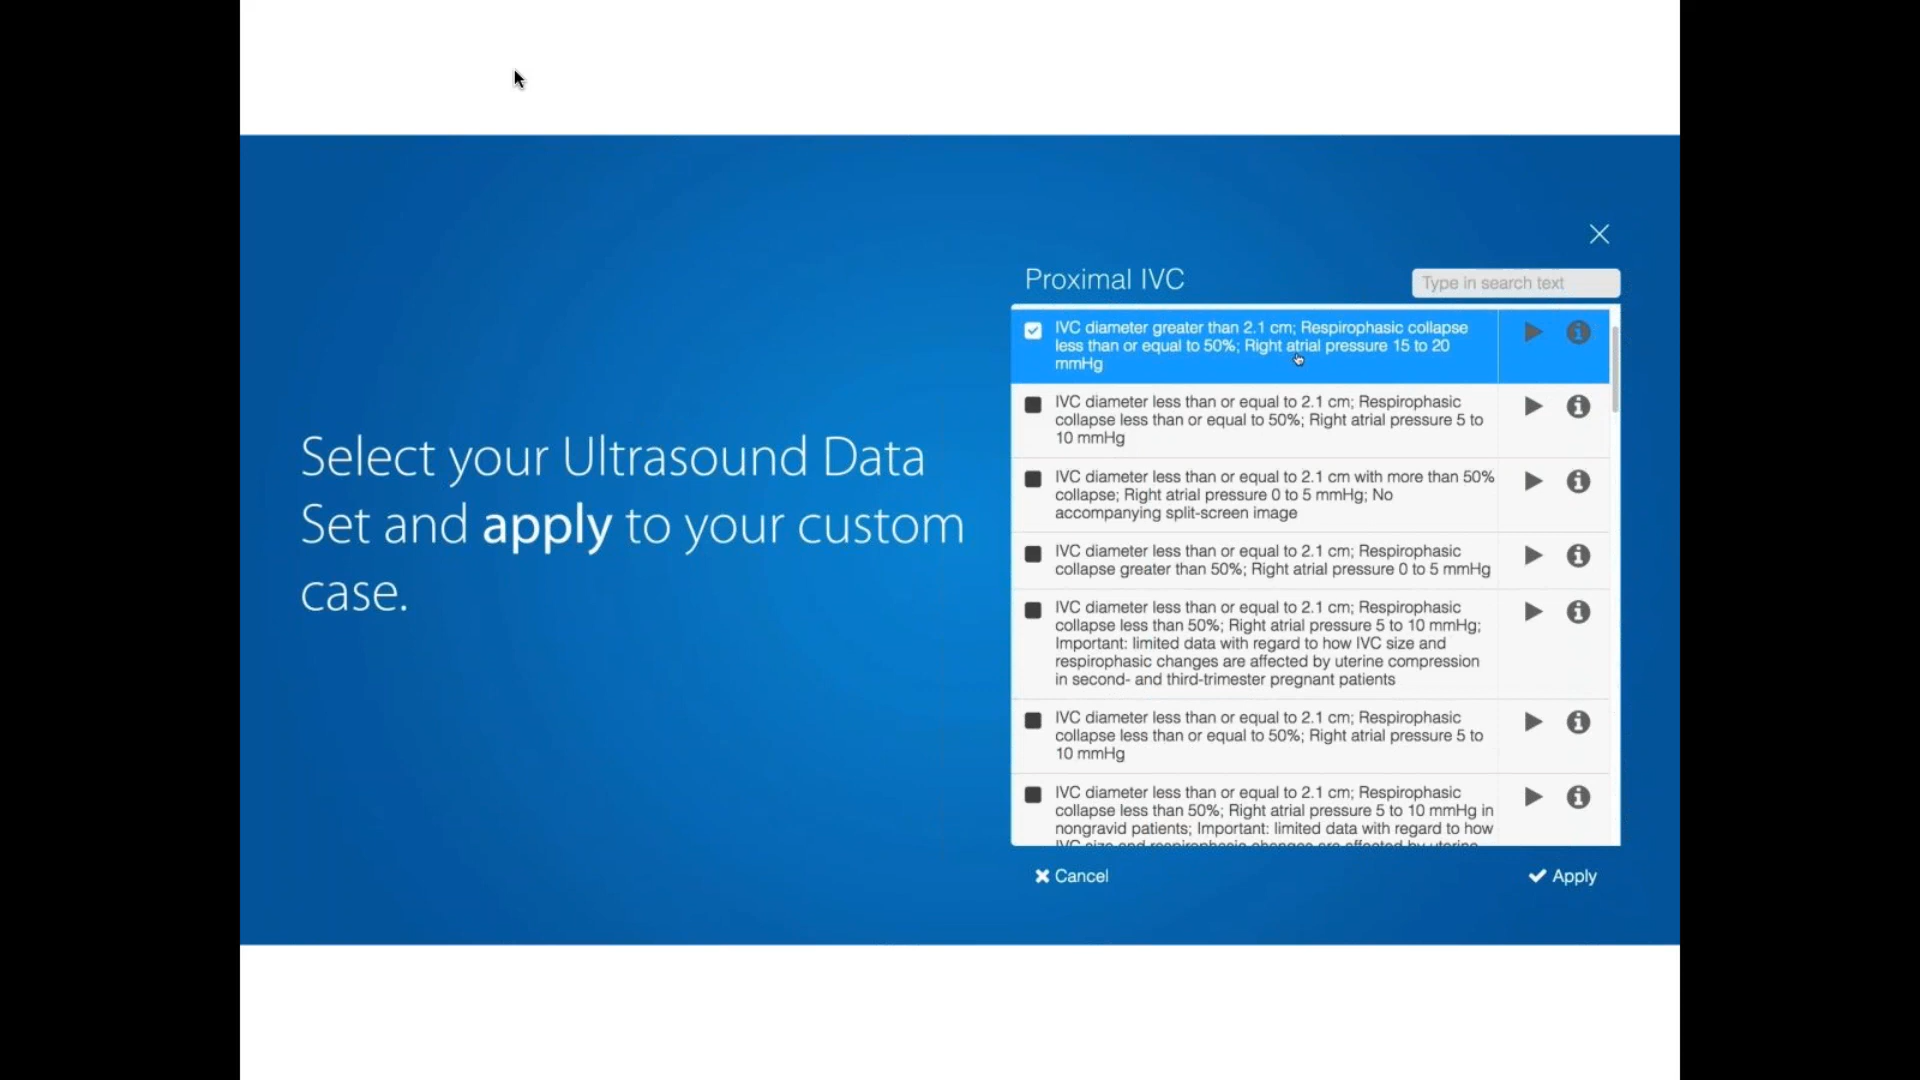 Select your Ultrasound Data
Set and apply to your custom
case.
Proximal IVC
Type in search text
IVC diameter greater than 2.1 cm; Respirophasic collapse
less than or equal to 50%; Right atrial pressure 15 to 20
mmHg
IVC diameter less than or equal to 2.1 cm; Respirophasic
collapse less than or equal to 50%; Right atrial pressure 5 to
10 mmHg
IVC diameter less than or equal to 2.1 cm with more than 50%
collapse; Right atrial pressure 0 to 5 mmHg; No
accompanying split-screen image
IVC diameter less than or equal to 2.1 cm; Respirophasic
collapse greater than 50%; Right atrial pressure 0 to 5 mmHg
IVC diameter less than or equal to 2.1 cm; Respirophasic
collapse less than 50%; Right atrial pressure 5 to 10 mmHg;
Important: limited data with regard to how IVC size and
respirophasic changes are affected by uterine compression
in second- and third-trimester pregnant patients
IVC diameter less than or equal to 2.1 cm; Respirophasic
collapse less than or equal to 50%; Right atrial pressure 5 to
10 mmHg
IVC diameter less than or equal to 2.1 cm; Respirophasic
collapse less than 50%; Right atrial pressure 5 to 10 mmHg in
nongravid patients; Important: limited data with regard to how
IVC size and respirophasic changes are affected by uterine
Cancel
Apply